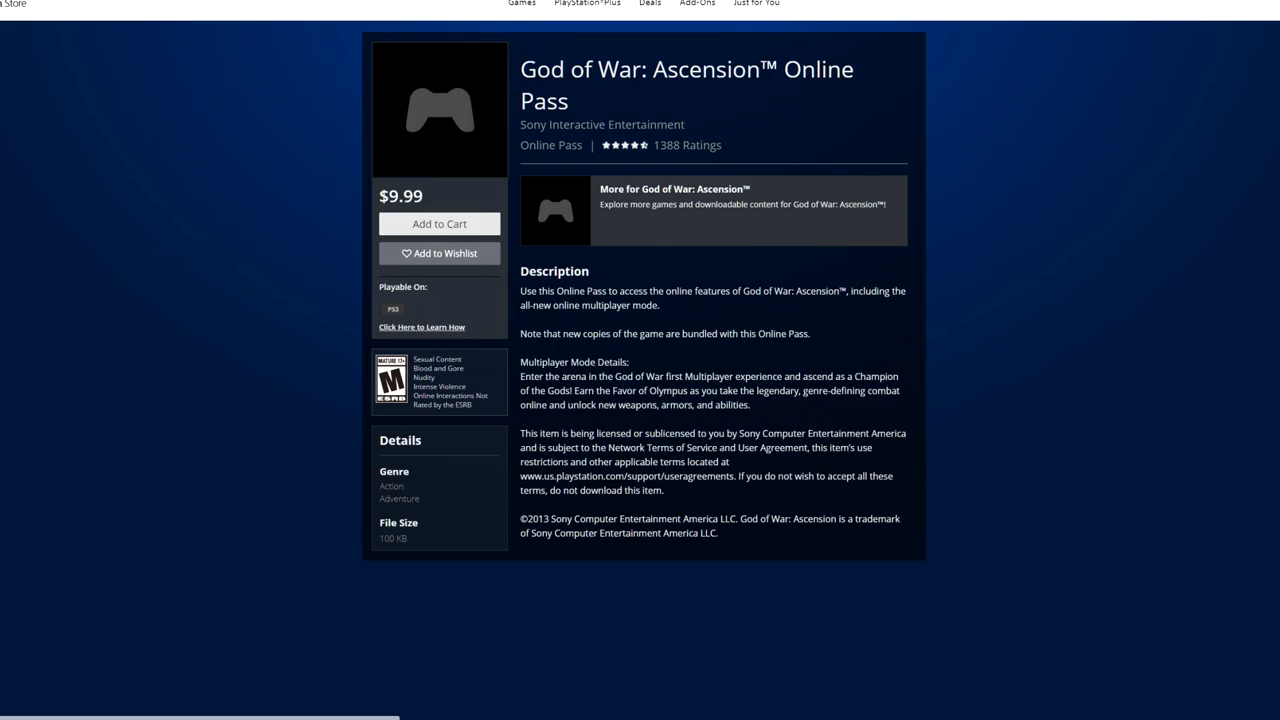 Store
Games
PlayStation®Plus
Deals
Add-Ons
Just for You
God of War: Ascension™ Online
Pass
Sony Interactive Entertainment
Online Pass | 1388 Ratings
$9.99
Add to Cart
Add to Wishlist
Playable On:
PS3
Click Here to Learn How
MATURE 17+
M
ESRB
Sexual Content
Blood and Gore
Nudity
Intense Violence
Online Interactions Not
Rated by the ESRB
Details
Genre
Action
Adventure
File Size
100 KB
More for God of War: Ascension™
Explore more games and downloadable content for God of War: Ascension™!
Description
Use this Online Pass to access the online features of God of War: Ascension™, including the
all-new online multiplayer mode.
Note that new copies of the game are bundled with this Online Pass.
Multiplayer Mode Details:
Enter the arena in the God of War first Multiplayer experience and ascend as a Champion
of the Gods! Earn the Favor of Olympus as you take the legendary, genre-defining combat
online and unlock new weapons, armors, and abilities.
This item is being licensed or sublicensed to you by Sony Computer Entertainment America
and is subject to the Network Terms of Service and User Agreement, this item's use
restrictions and other applicable terms located at
www.us.playstation.com/support/useragreements. If you do not wish to accept all these
terms, do not download this item.
©2013 Sony Computer Entertainment America LLC. God of War: Ascension is a trademark
of Sony Computer Entertainment America LLC.